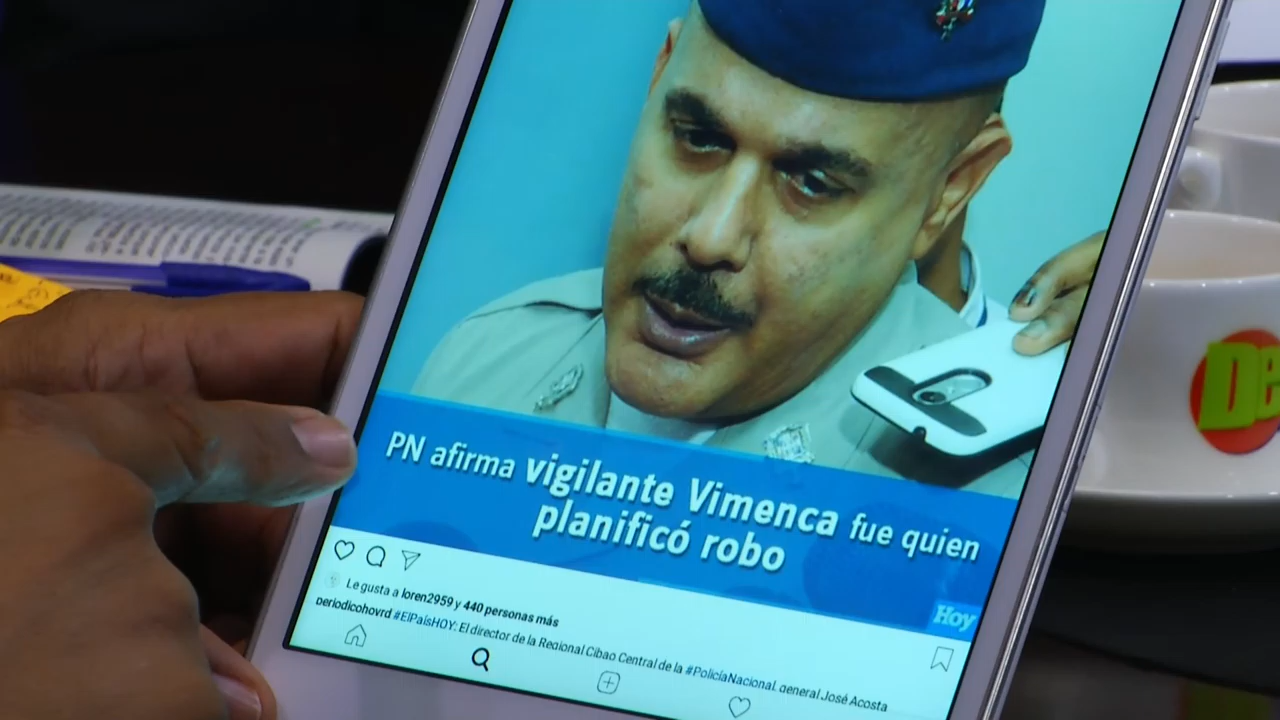 PN afirma vigilante Vimenca fue quien
planificó robo
Hoy
Le gusta a loren2959 y 440 personas más
periodicohoyrd #ElPaísHOY: El director de la Regional Cibao Central de la #PolicíaNacional, general José Acosta
De